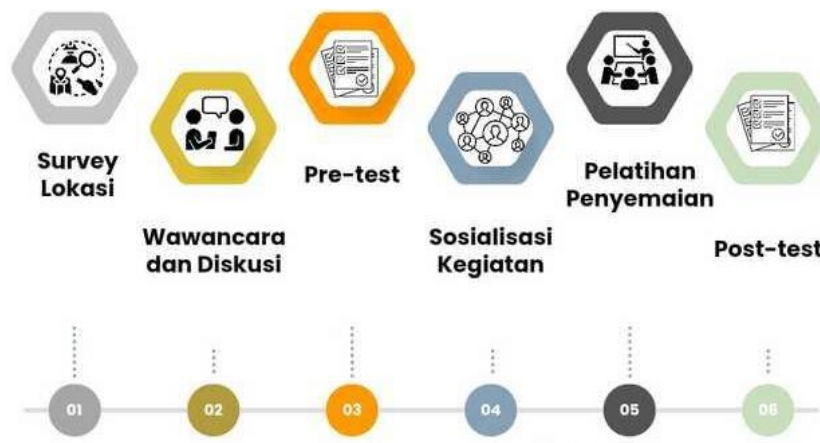 Survey
Lokasi
Wawancara
dan Diskusi
Pre-test
Sosialisasi
Kegiatan
Pelatihan
Penyemaian
Post-test
01
02
03
04
05
06